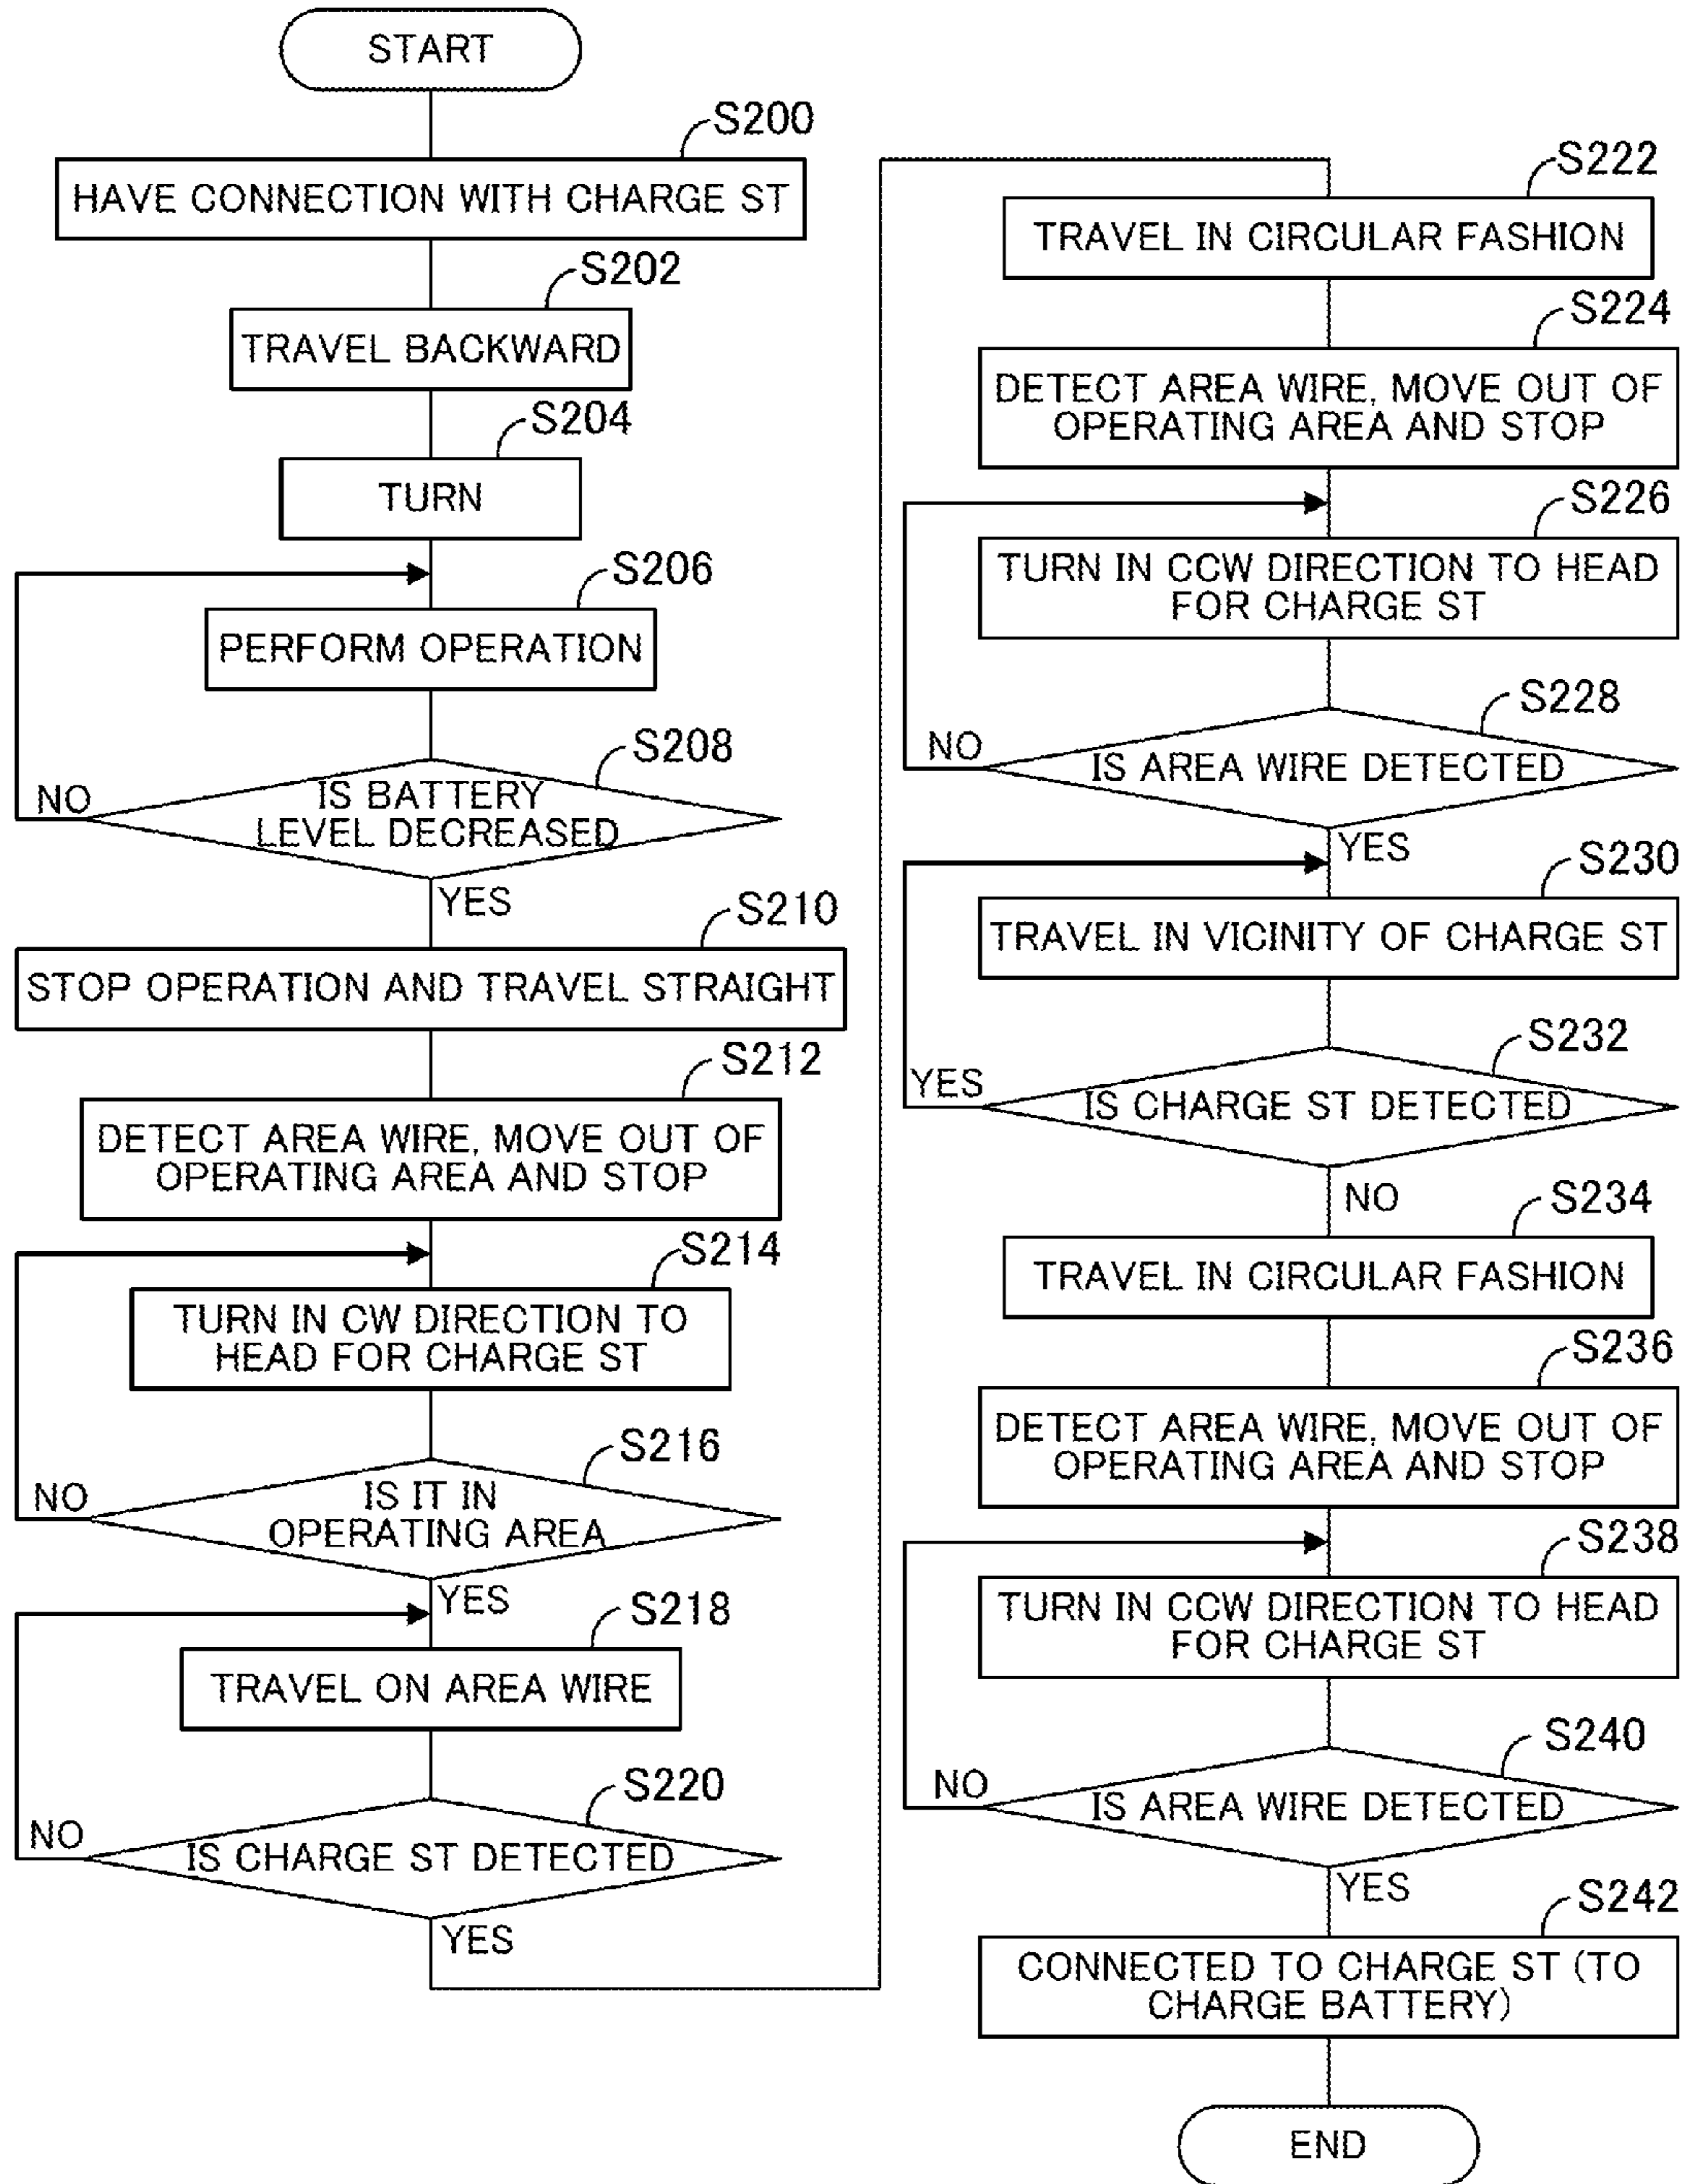 START
S200
HAVE CONNECTION WITH CHARGE ST
S202
TRAVEL BACKWARD
S204
TURN
S206
PERFORM OPERATION
S208
IS BATTERY
LEVEL DECREASED
NO
YES
S210
STOP OPERATION AND TRAVEL STRAIGHT
S212
DETECT AREA WIRE, MOVE OUT OF
OPERATING AREA AND STOP
S214
TURN IN CW DIRECTION TO
HEAD FOR CHARGE ST
S216
IS IT IN
OPERATING AREA
NO
YES
S218
TRAVEL ON AREA WIRE
S220
IS CHARGE ST DETECTED
NO
YES
S222
TRAVEL IN CIRCULAR FASHION
S224
DETECT AREA WIRE, MOVE OUT OF
OPERATING AREA AND STOP
S226
TURN IN CCW DIRECTION TO HEAD
FOR CHARGE ST
S228
IS AREA WIRE DETECTED
NO
YES
S230
TRAVEL IN VICINITY OF CHARGE ST
S232
IS CHARGE ST DETECTED
YES
NO
S234
TRAVEL IN CIRCULAR FASHION
S236
DETECT AREA WIRE, MOVE OUT OF
OPERATING AREA AND STOP
S238
TURN IN CCW DIRECTION TO HEAD
FOR CHARGE ST
S240
IS AREA WIRE DETECTED
NO
YES
S242
CONNECTED TO CHARGE ST (TO
CHARGE BATTERY)
END